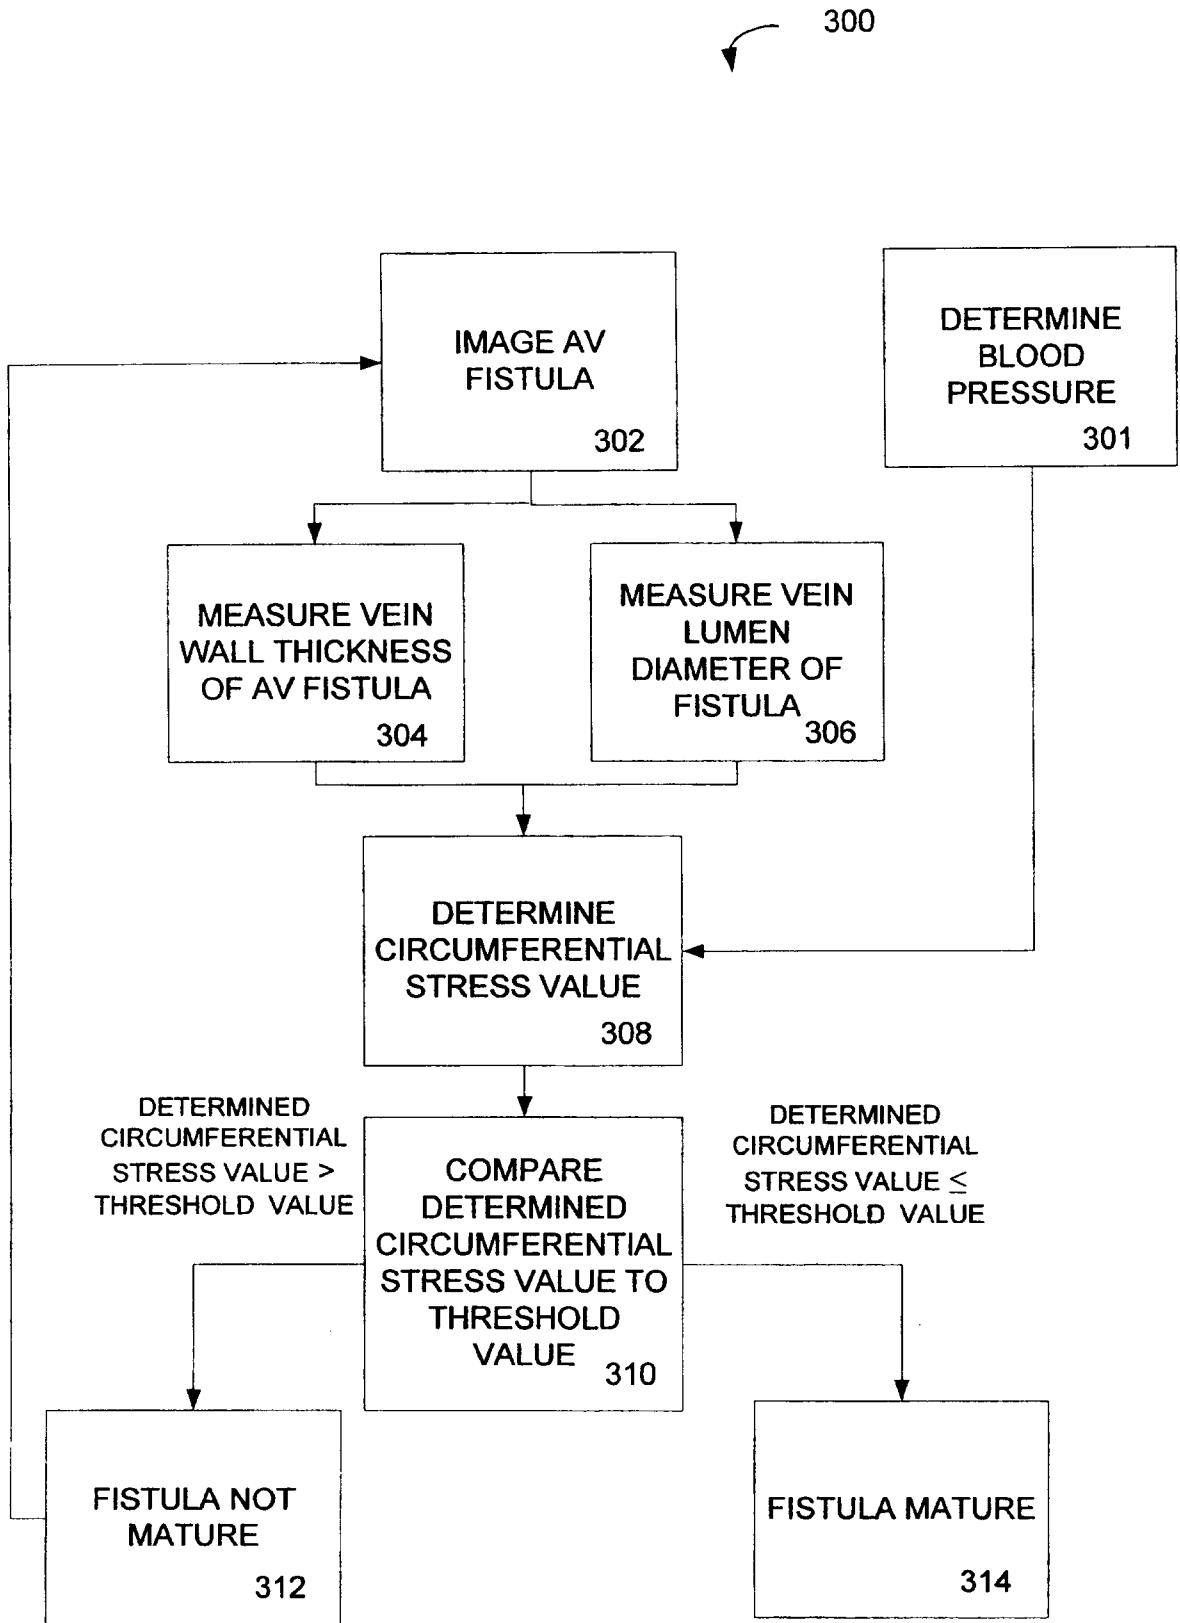 300
IMAGE AV
FISTULA
302
DETERMINE
BLOOD
PRESSURE
301
MEASURE VEIN
WALL THICKNESS
OF AV FISTULA
304
MEASURE VEIN
LUMEN
DIAMETER OF
FISTULA
306
DETERMINE
CIRCUMFERENTIAL
STRESS VALUE
308
DETERMINED
CIRCUMFERENTIAL
STRESS VALUE >
THRESHOLD VALUE
COMPARE
DETERMINED
CIRCUMFERENTIAL
STRESS VALUE TO
THRESHOLD
VALUE
310
DETERMINED
CIRCUMFERENTIAL
STRESS VALUE ≤
THRESHOLD VALUE
FISTULA NOT
MATURE
312
FISTULA MATURE
314